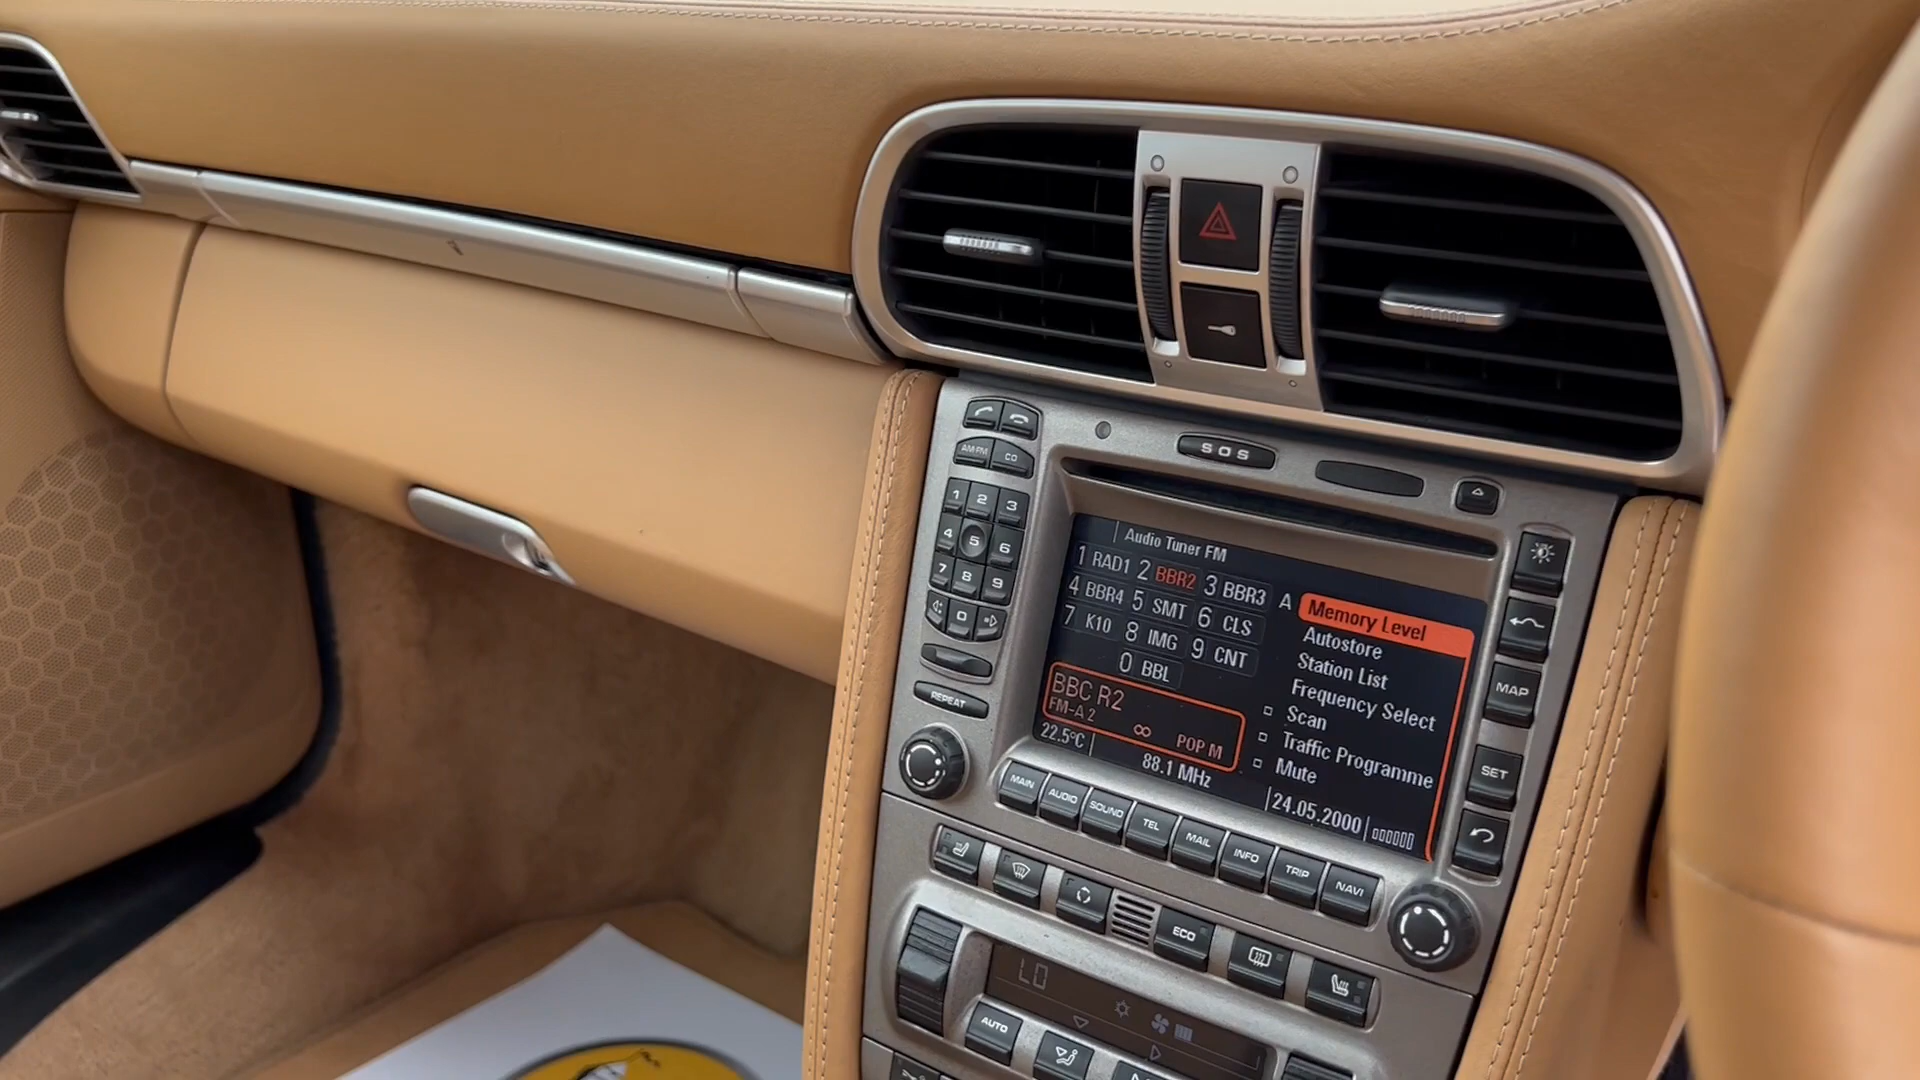 SOS
AM·FM CD
1 2 3
4 5 6
7 8 9
0
REPEAT
Audio Tuner FM
1 RAD1 2 BBR2 3 BBR3
4 BBR4 5 SMT 6 CLS
7 K10 8 IMG 9 CNT
0 BBL
BBC R2
FM-A 2
∞ POP M
22.5°C
88.1 MHz
A Memory Level
Autostore
Station List
Frequency Select
Scan
Traffic Programme
Mute
24.05.2000
MAP
SET
MAIN AUDIO SOUND TEL MAIL INFO TRIP NAVI
ECO
LO
AUTO